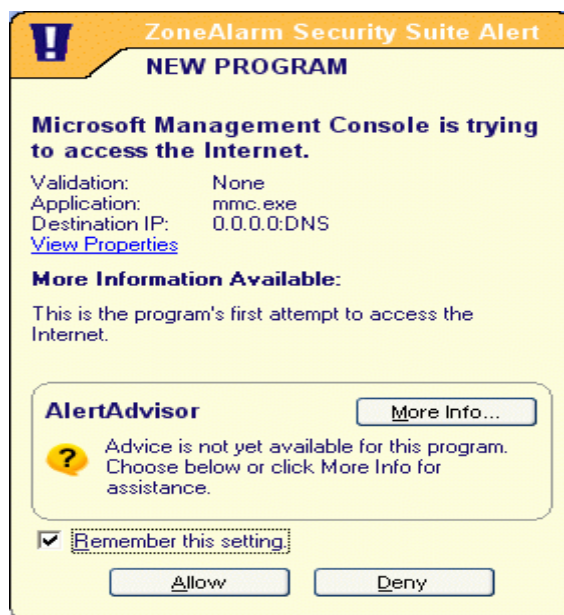 ZoneAlarm Security Suite Alert
NEW PROGRAM
Microsoft Management Console is trying
to access the Internet.
Validation: None
Application: mmc.exe
Destination IP: 0.0.0.0:DNS
View Properties
More Information Available:
This is the program's first attempt to access the
Internet.
AlertAdvisor More Info...
? Advice is not yet available for this program.
Choose below or click More Info for
assistance.
Remember this setting.
Allow Deny